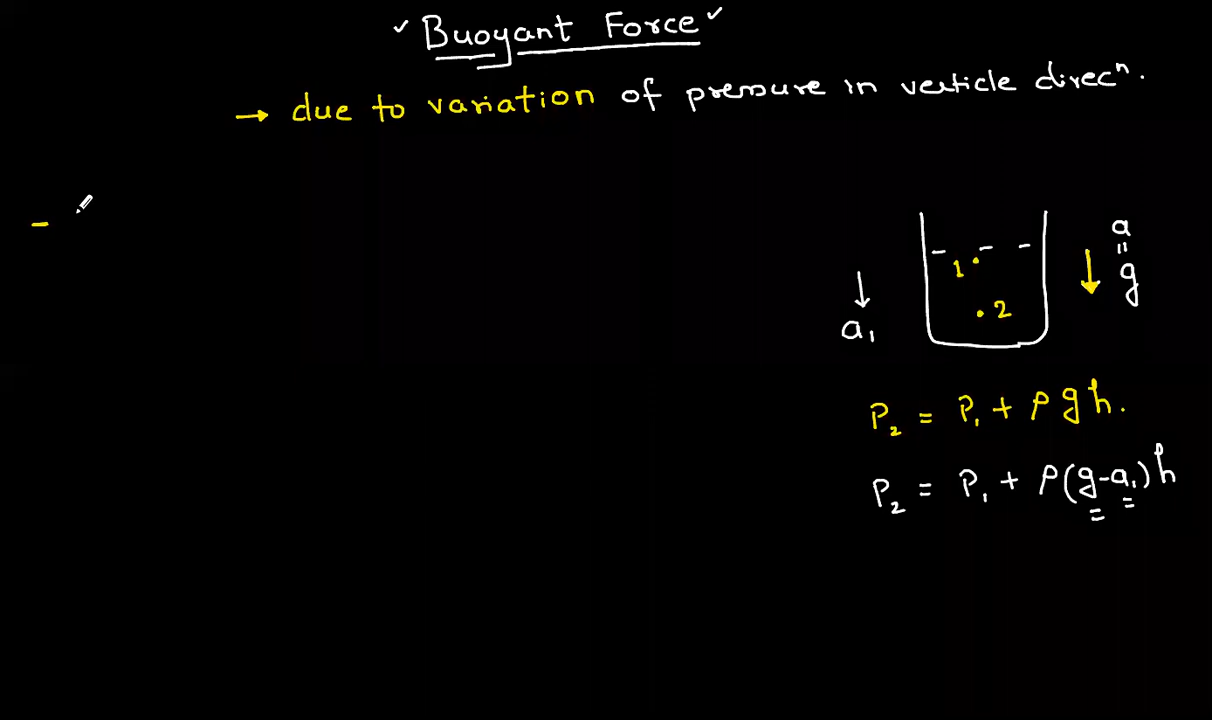 Buoyant Force
→ due to variation of pressure in verticle direcⁿ.
a
=
g
1
2
a₁
P₂ = P₁ + ρgh.
P₂ = P₁ + ρ(g-a₁)h